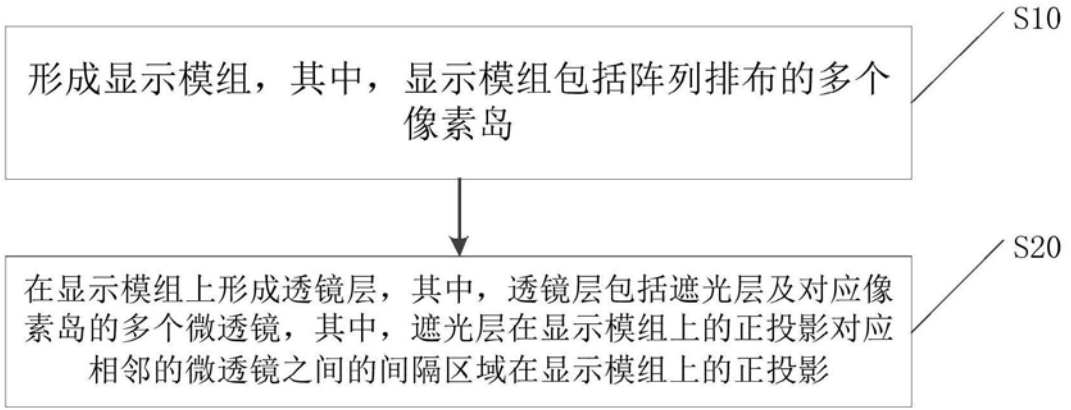 S10
形成显示模组，其中，显示模组包括阵列排布的多个
像素岛
S20
在显示模组上形成透镜层，其中，透镜层包括遮光层及对应像
素岛的多个微透镜，其中，遮光层在显示模组上的正投影对应
相邻的微透镜之间的间隔区域在显示模组上的正投影